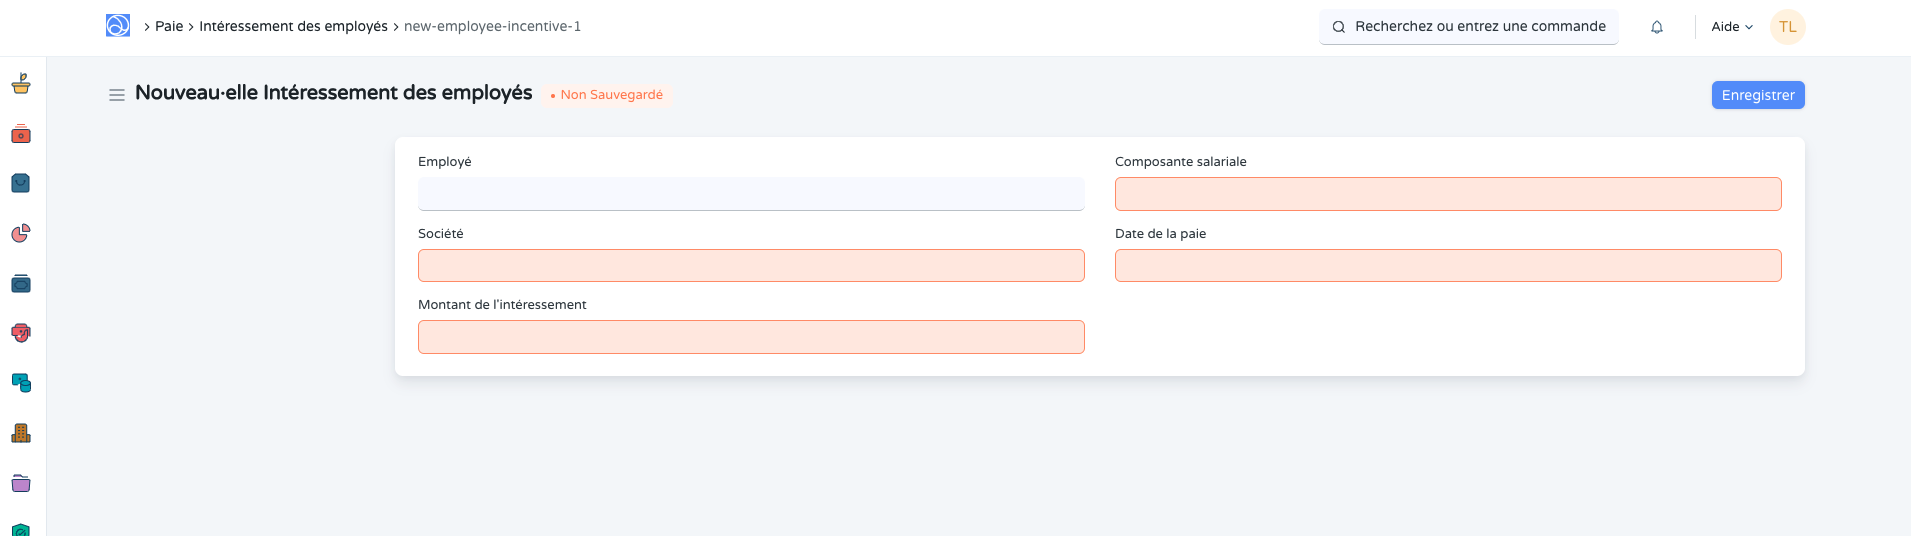 Paie
Intéressement des employés
new-employee-incentive-1
Recherchez ou entrez une commande
Aide
TL
Nouveau·elle Intéressement des employés
Non Sauvegardé
Enregistrer
Employé
Composante salariale
Société
Date de la paie
Montant de l'intéressement